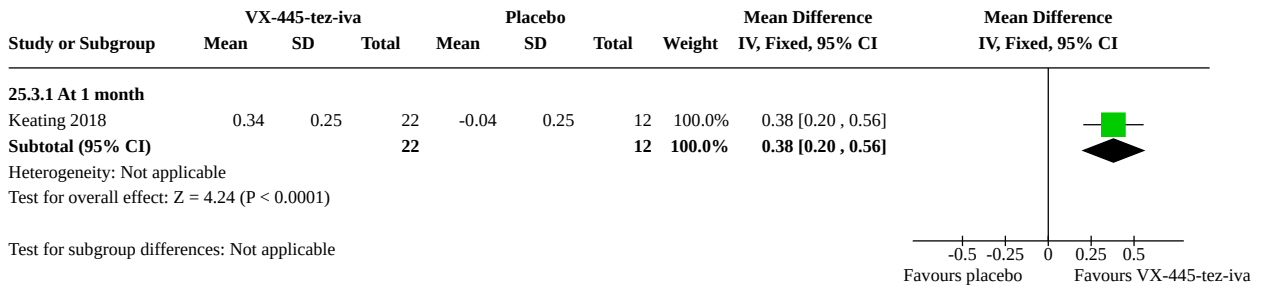 VX-445-tez-iva Placebo Mean Difference Mean Difference
Study or Subgroup Mean SD Total Mean SD Total Weight IV, Fixed, 95% CI IV, Fixed, 95% CI
25.3.1 At 1 month
Keating 2018 0.34 0.25 22 -0.04 0.25 12 100.0% 0.38 [0.20 , 0.56]
Subtotal (95% CI) 22 12 100.0% 0.38 [0.20 , 0.56]
Heterogeneity: Not applicable
Test for overall effect: Z = 4.24 (P < 0.0001)
Test for subgroup differences: Not applicable
-0.5 -0.25 0 0.25 0.5
Favours placebo Favours VX-445-tez-iva